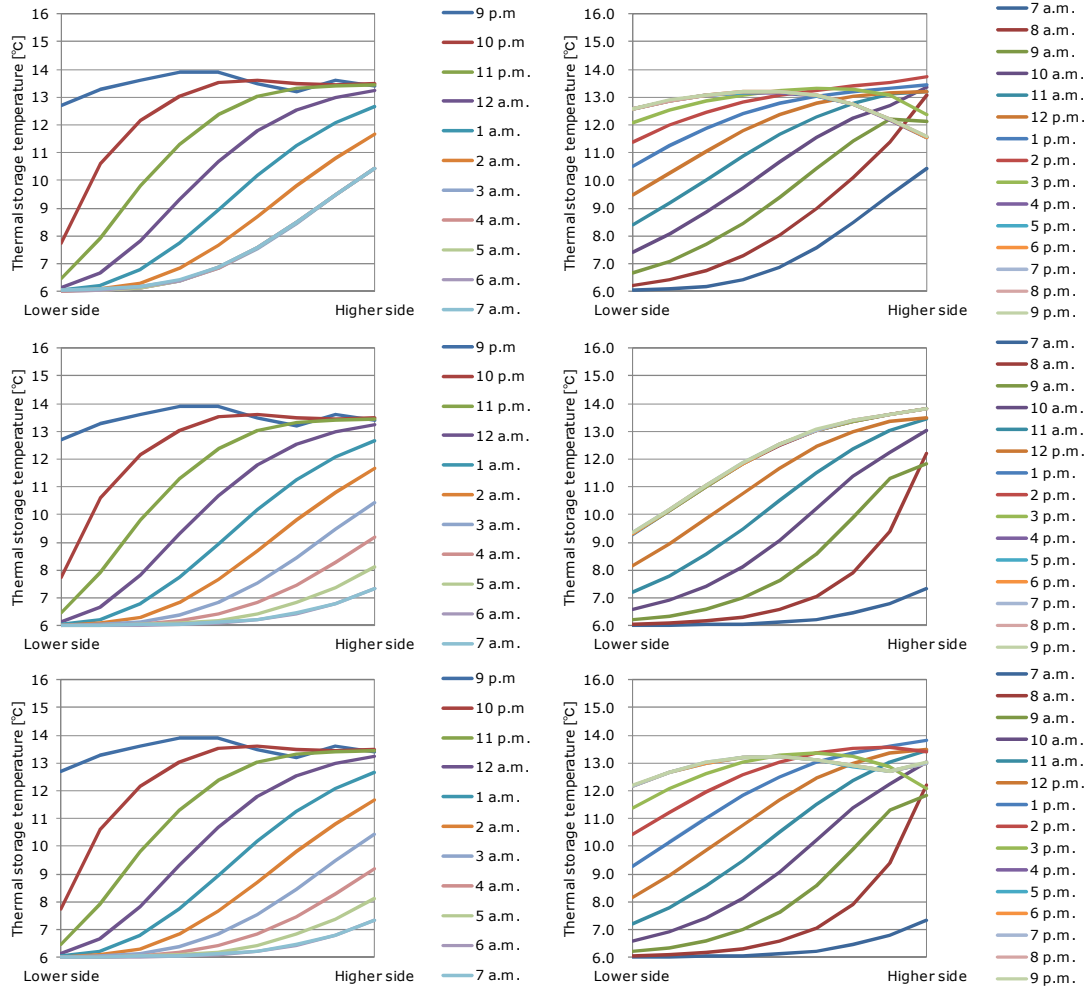 Thermal storage temperature [℃]
16
15
14
13
12
11
10
9
8
7
6
Lower side
Higher side
9 p.m
10 p.m
11 p.m.
12 a.m.
1 a.m.
2 a.m.
3 a.m.
4 a.m.
5 a.m.
6 a.m.
7 a.m.
Thermal storage temperature [℃]
16.0
15.0
14.0
13.0
12.0
11.0
10.0
9.0
8.0
7.0
6.0
Lower side
Higher side
7 a.m.
8 a.m.
9 a.m.
10 a.m.
11 a.m.
12 p.m.
1 p.m.
2 p.m.
3 p.m.
4 p.m.
5 p.m.
6 p.m.
7 p.m.
8 p.m.
9 p.m.
Thermal storage temperature [℃]
16
15
14
13
12
11
10
9
8
7
6
Lower side
Higher side
9 p.m
10 p.m
11 p.m.
12 a.m.
1 a.m.
2 a.m.
3 a.m.
4 a.m.
5 a.m.
6 a.m.
7 a.m.
Thermal storage temperature [℃]
16.0
15.0
14.0
13.0
12.0
11.0
10.0
9.0
8.0
7.0
6.0
Lower side
Higher side
7 a.m.
8 a.m.
9 a.m.
10 a.m.
11 a.m.
12 p.m.
1 p.m.
2 p.m.
3 p.m.
4 p.m.
5 p.m.
6 p.m.
7 p.m.
8 p.m.
9 p.m.
Thermal storage temperature [℃]
16
15
14
13
12
11
10
9
8
7
6
Lower side
Higher side
9 p.m
10 p.m
11 p.m.
12 a.m.
1 a.m.
2 a.m.
3 a.m.
4 a.m.
5 a.m.
6 a.m.
7 a.m.
Thermal storage temperature [℃]
16.0
15.0
14.0
13.0
12.0
11.0
10.0
9.0
8.0
7.0
6.0
Lower side
Higher side
7 a.m.
8 a.m.
9 a.m.
10 a.m.
11 a.m.
12 p.m.
1 p.m.
2 p.m.
3 p.m.
4 p.m.
5 p.m.
6 p.m.
7 p.m.
8 p.m.
9 p.m.